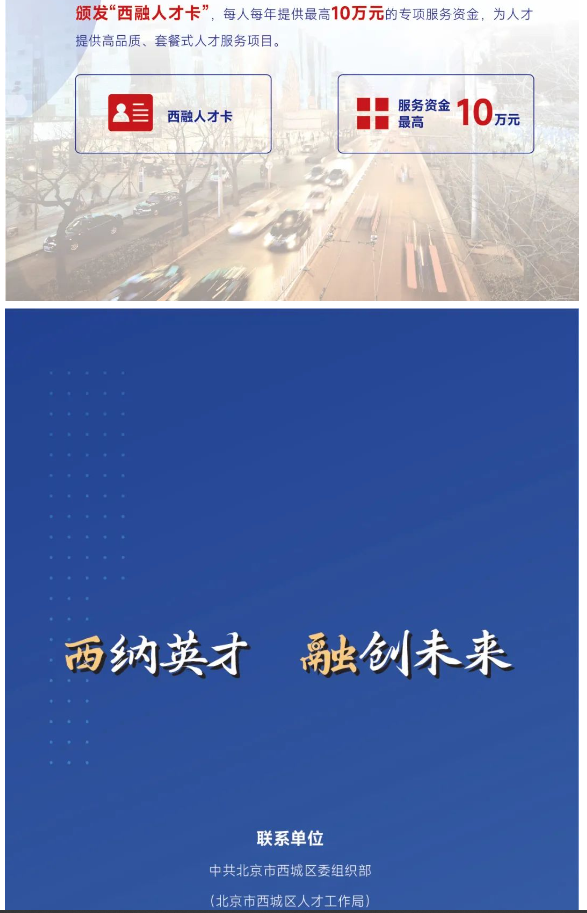 颁发“西融人才卡”，每人每年提供最高10万元的专项服务资金，为人才
提供高品质、套餐式人才服务项目。
西融人才卡
服务资金
最高 10万元
西纳英才 融创未来
联系单位
中共北京市西城区委组织部
（北京市西城区人才工作局）